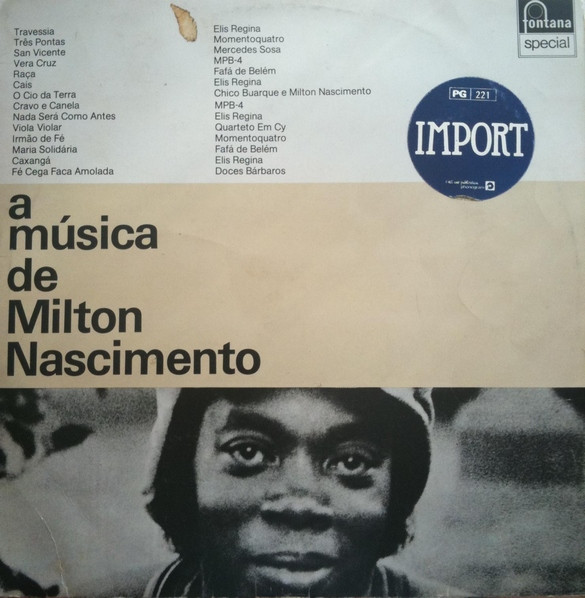 Travessia Elis Regina
Três Pontas Momentoquatro
San Vicente Mercedes Sosa
Vera Cruz MPB-4
Raça Fafá de Belém
Cais Elis Regina
O Cio da Terra Chico Buarque e Milton Nascimento
Cravo e Canela MPB-4
Nada Será Como Antes Elis Regina
Viola Violar Quarteto Em Cy
Irmão de Fé Momentoquatro
Maria Solidária Fafá de Belém
Caxangá Elis Regina
Fé Cega Faca Amolada Doces Bárbaros
fontana
special
PG 221
IMPORT
a
música
de
Milton
Nascimento